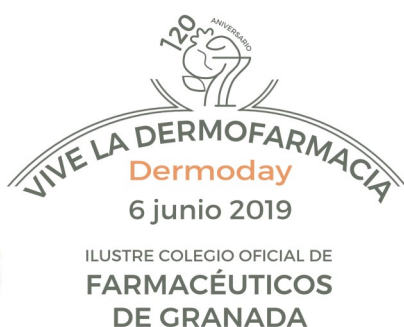 120 ANIVERSARIO
VIVE LA DERMOFARMACIA
Dermoday
6 junio 2019
ILUSTRE COLEGIO OFICIAL DE
FARMACÉUTICOS
DE GRANADA